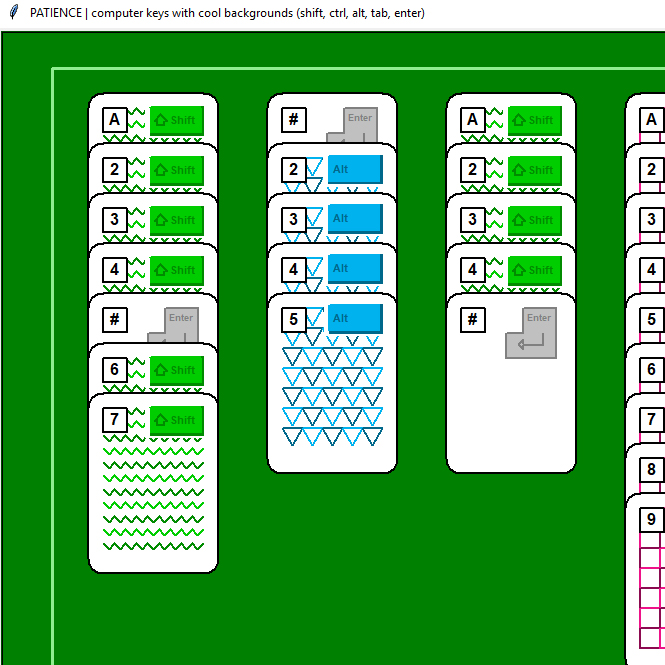 PATIENCE | computer keys with cool backgrounds (shift, ctrl, alt, tab, enter)
A Shift
2 Shift
3 Shift
4 Shift
# Enter
6 Shift
7 Shift
# Enter
2 Alt
3 Alt
4 Alt
5 Alt
A Shift
2 Shift
3 Shift
4 Shift
# Enter
A
2
3
4
5
6
7
8
9